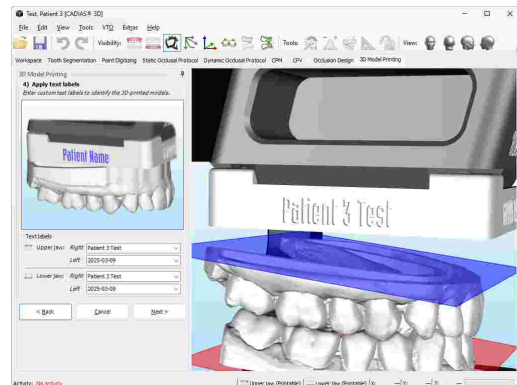 Test, Patient 3 [CADIAS® 3D]
File Edit View Tools VTO Extras Help
Visibility: Tools: View:
Workspace Tooth Segmentation Point Digitizing Static Occlusal Protocol Dynamic Occlusal Protocol CPM CPV Occlusion Design 3D Model Printing
3D Model Printing
4) Apply text labels
Enter custom text labels to identify the 3D-printed models.
Patient Name
Patient 3 Test
Text labels
Upper jaw: Right Patient 3 Test
Left 2025-03-09
Lower jaw: Right Patient 3 Test
Left 2025-03-09
< Back Cancel Next >
Activity: No activity Upper Jaw (Printable) Lower Jaw (Printable) X: Y: Z: